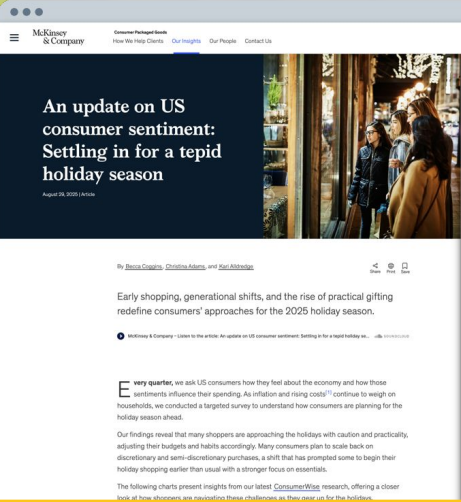 McKinsey
& Company
Consumer Packaged Goods
How We Help Clients Our Insights Our People Contact Us
An update on US
consumer sentiment:
Settling in for a tepid
holiday season
August 29, 2025 | Article
By Becca Coggins, Christina Adams, and Kari Alldredge
Share Print Save
Early shopping, generational shifts, and the rise of practical gifting
redefine consumers' approaches for the 2025 holiday season.
McKinsey & Company - Listen to the article: An update on US consumer sentiment: Settling in for a tepid holiday se... SOUNDCLOUD
Every quarter, we ask US consumers how they feel about the economy and how those
sentiments influence their spending. As inflation and rising costs[1] continue to weigh on
households, we conducted a targeted survey to understand how consumers are planning for the
holiday season ahead.
Our findings reveal that many shoppers are approaching the holidays with caution and practicality,
adjusting their budgets and habits accordingly. Many consumers plan to scale back on
discretionary and semi-discretionary purchases, a shift that has prompted some to begin their
holiday shopping earlier than usual with a stronger focus on essentials.
The following charts present insights from our latest ConsumerWise research, offering a closer
look at how shoppers are navigating these challenges as they gear up for the holidays.